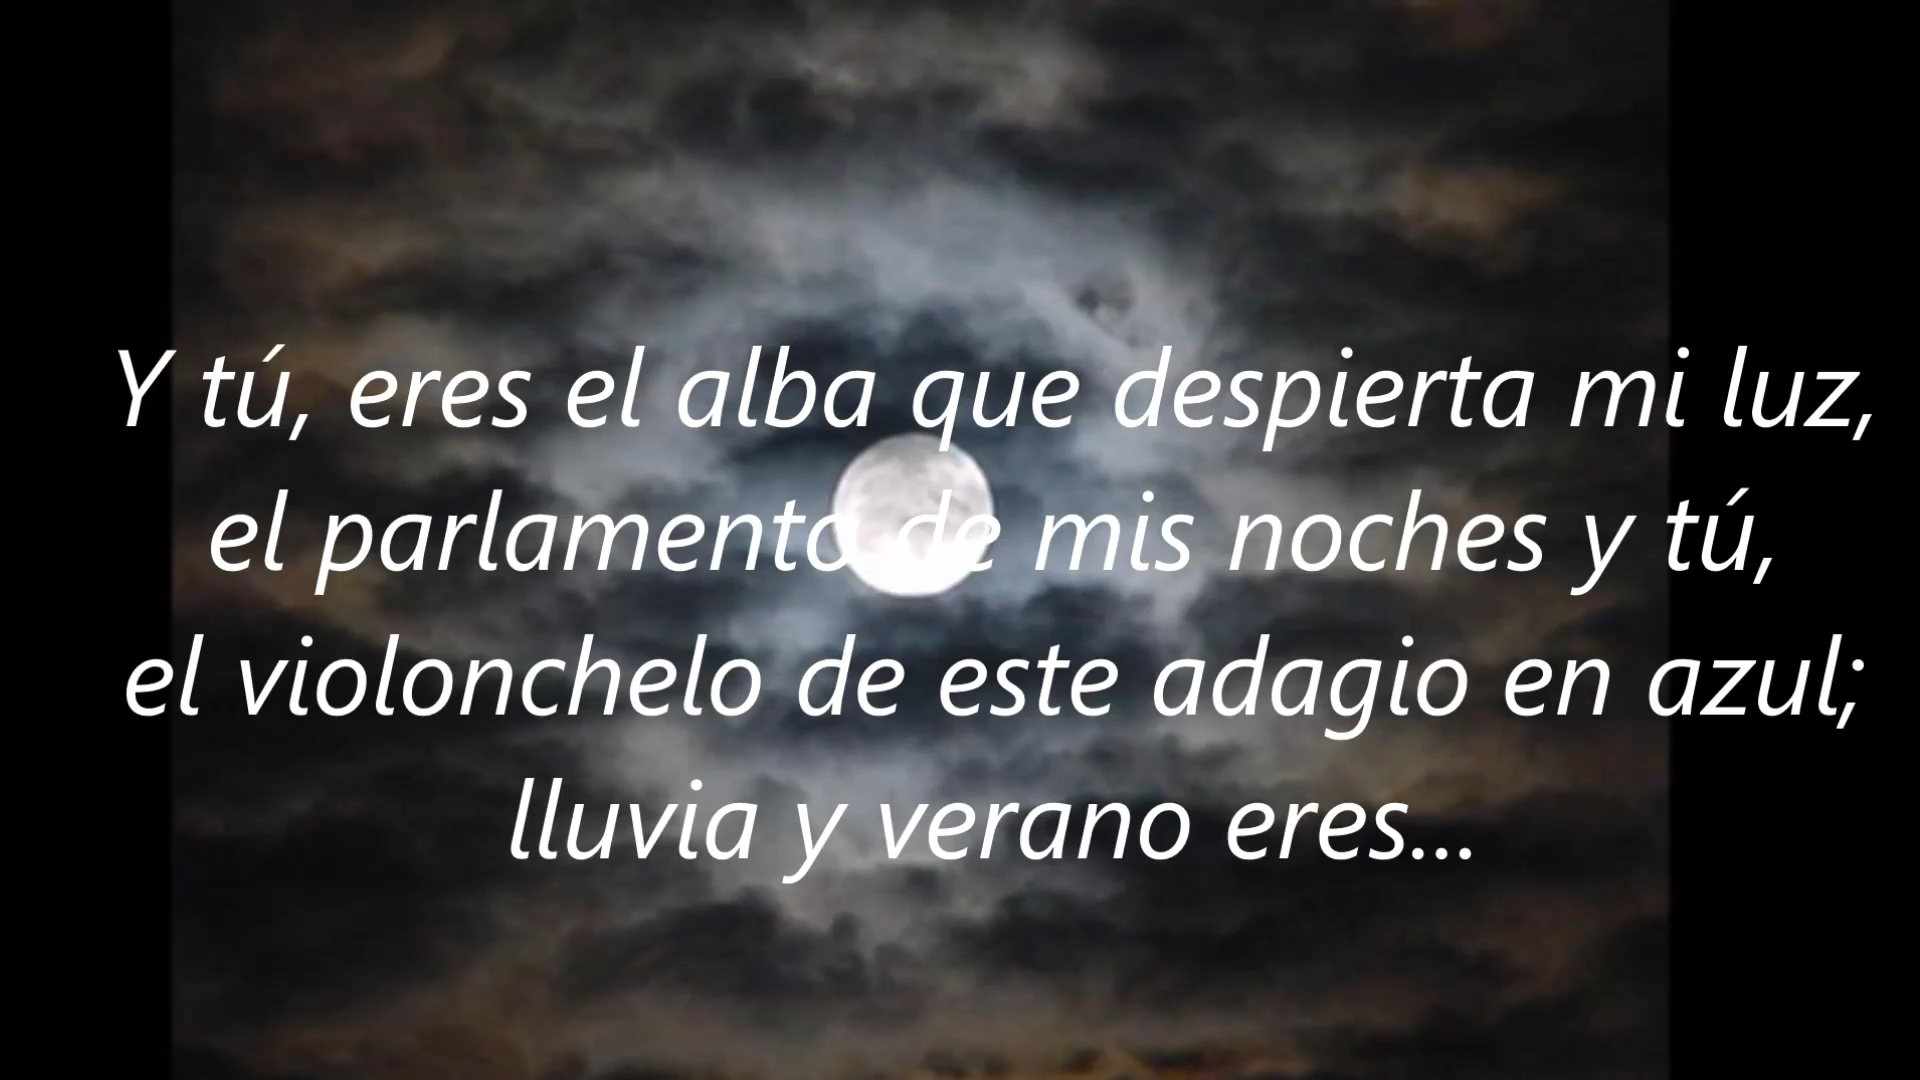 Y tú, eres el alba que despierta mi luz,
el parlamento de mis noches y tú,
el violonchelo de este adagio en azul;
lluvia y verano eres...